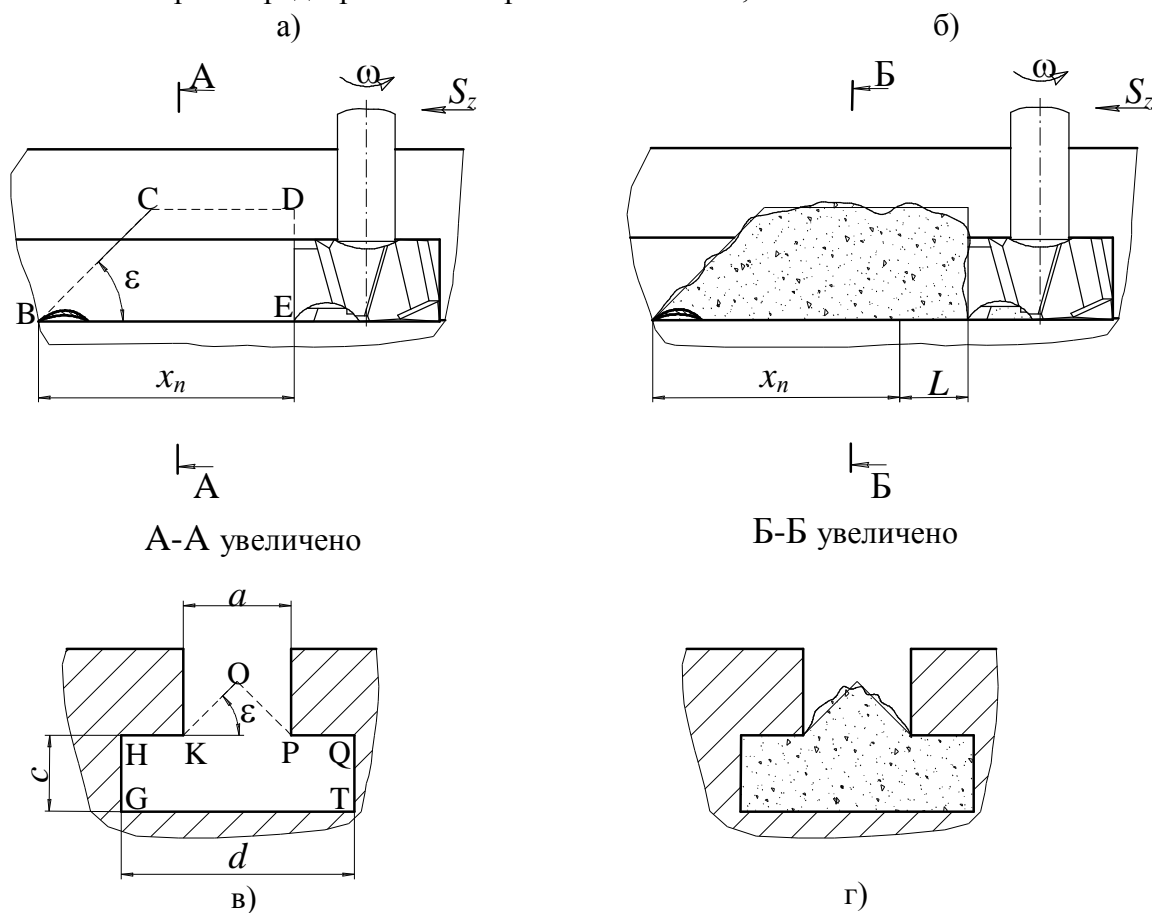 а) б)
А Б
ω ω
S_z S_z
C D
ε
B E
x_n x_n L
А Б
А-А увеличено Б-Б увеличено
a
O
ε
H K P Q
c
G T
d
в) г)